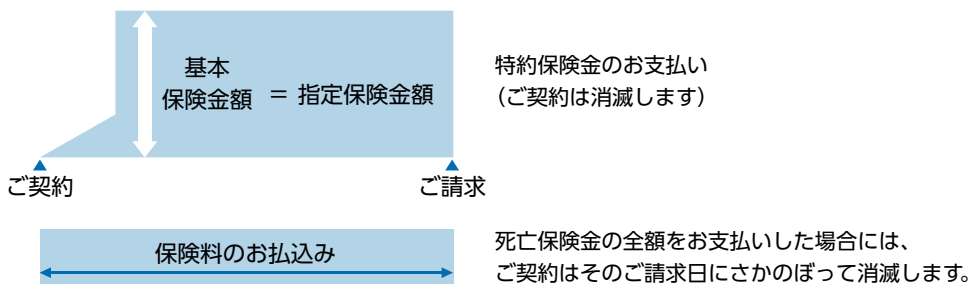 基本
保険金額 = 指定保険金額
特約保険金のお支払い
(ご契約は消滅します)
ご契約
ご請求
保険料のお払込み
死亡保険金の全額をお支払いした場合には、
ご契約はそのご請求日にさかのぼって消滅します。